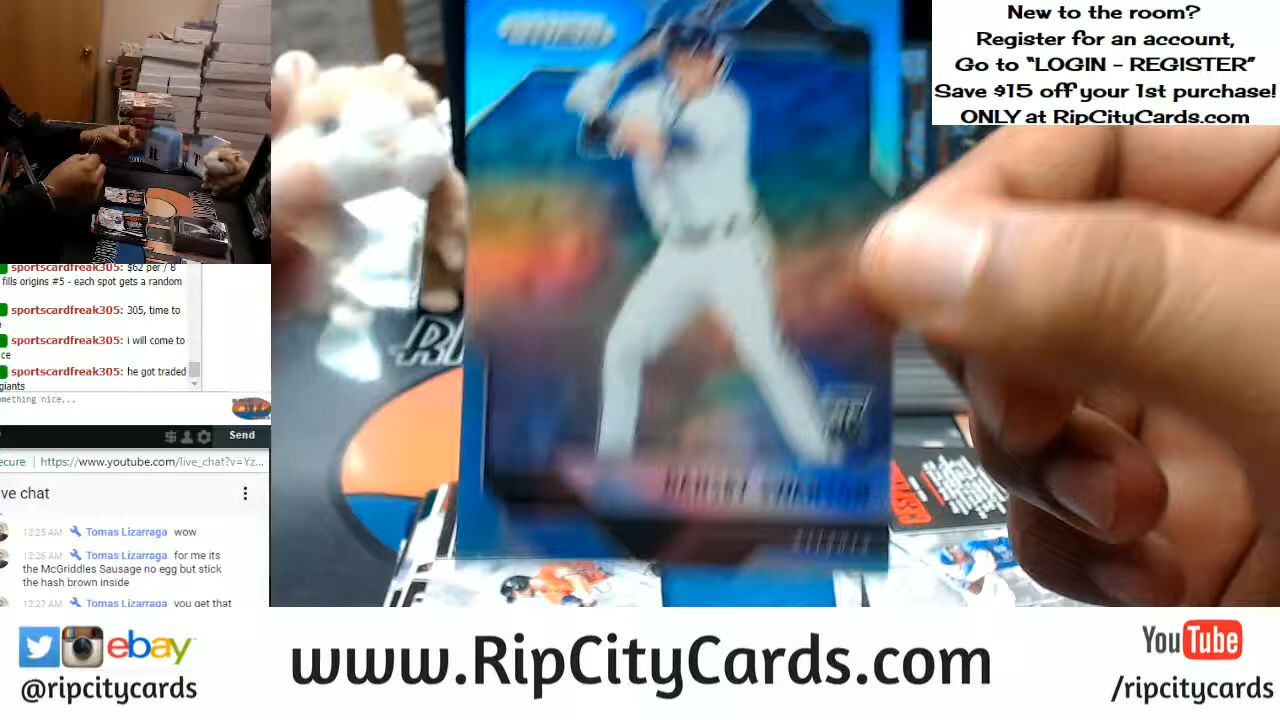 New to the room?
Register for an account,
Go to “LOGIN - REGISTER”
Save $15 off your 1st purchase!
ONLY at RipCityCards.com
sportscardfreak305: $62 per / 8
fills origins #5 - each spot gets a random
sportscardfreak305: 305, time to
sportscardfreak305: i will come to
ce
sportscardfreak305: he got traded
giants
omething nice...
Send
ecure | https://www.youtube.com/live_chat?v=Yz...
ve chat
12:25 AM Tomas Lizarraga wow
12:26 AM Tomas Lizarraga for me its
the McGriddles Sausage no egg but stick
the hash brown inside
12:27 AM Tomas Lizarraga you get that
ebay
@ripcitycards
www.RipCityCards.com
YouTube
/ripcitycards